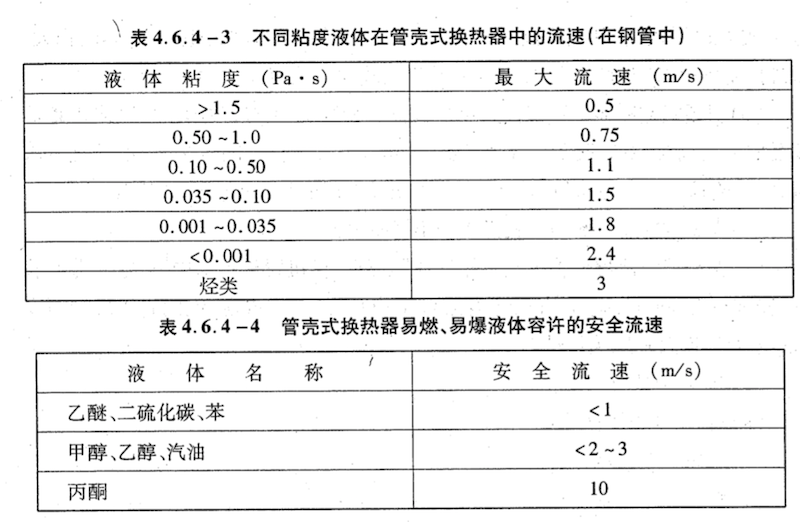 表4.6.4-3 不同粘度液体在管壳式换热器中的流速(在钢管中)
液体粘度(Pa·s) 最大流速(m/s)
>1.5 0.5
0.50~1.0 0.75
0.10~0.50 1.1
0.035~0.10 1.5
0.001~0.035 1.8
<0.001 2.4
烃类 3
表4.6.4-4 管壳式换热器易燃、易爆液体容许的安全流速
液体名称 安全流速(m/s)
乙醚、二硫化碳、苯 <1
甲醇、乙醇、汽油 <2~3
丙酮 10